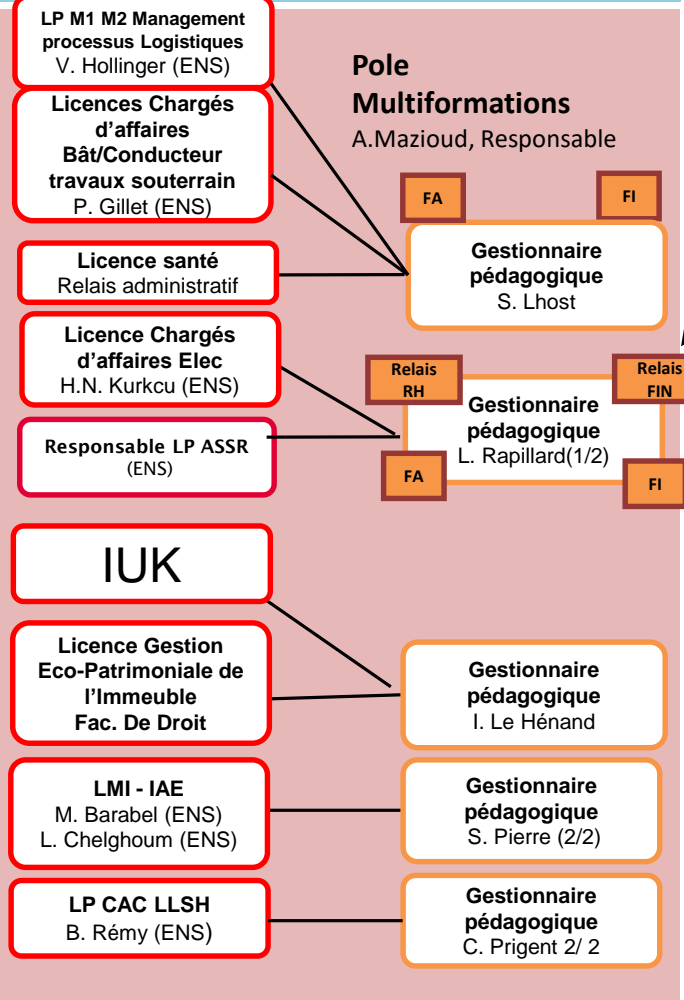 LP M1 M2 Management
processus Logistiques
V. Hollinger (ENS)
Licences Chargés
d’affaires
Bât/Conducteur
travaux souterrain
P. Gillet (ENS)
Licence santé
Relais administratif
Licence Chargés
d’affaires Elec
H.N. Kurkcu (ENS)
Responsable LP ASSR
(ENS)
IUK
Licence Gestion
Eco-Patrimoniale de
l’Immeuble
Fac. De Droit
LMI - IAE
M. Barabel (ENS)
L. Chelghoum (ENS)
LP CAC LLSH
B. Rémy (ENS)
Pole
Multiformations
A.Mazioud, Responsable
FA
FI
Gestionnaire
pédagogique
S. Lhost
Relais
RH
Relais
FIN
Gestionnaire
pédagogique
L. Rapillard(1/2)
FA
FI
Gestionnaire
pédagogique
I. Le Hénand
Gestionnaire
pédagogique
S. Pierre (2/2)
Gestionnaire
pédagogique
C. Prigent 2/ 2